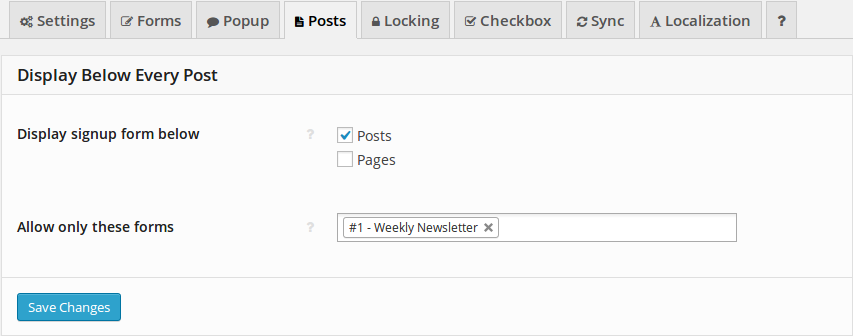 Settings Forms Popup Posts Locking Checkbox Sync Localization ?
Display Below Every Post
Display signup form below ? Posts
Pages
Allow only these forms ? #1 - Weekly Newsletter
Save Changes